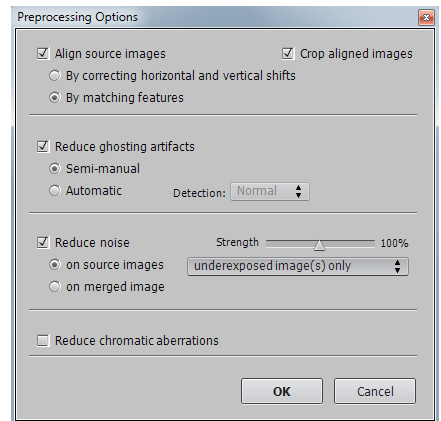 Preprocessing Options
Align source images Crop aligned images
By correcting horizontal and vertical shifts
By matching features
Reduce ghosting artifacts
Semi-manual
Automatic Detection: Normal
Reduce noise Strength 100%
on source images underexposed image(s) only
on merged image
Reduce chromatic aberrations
OK Cancel